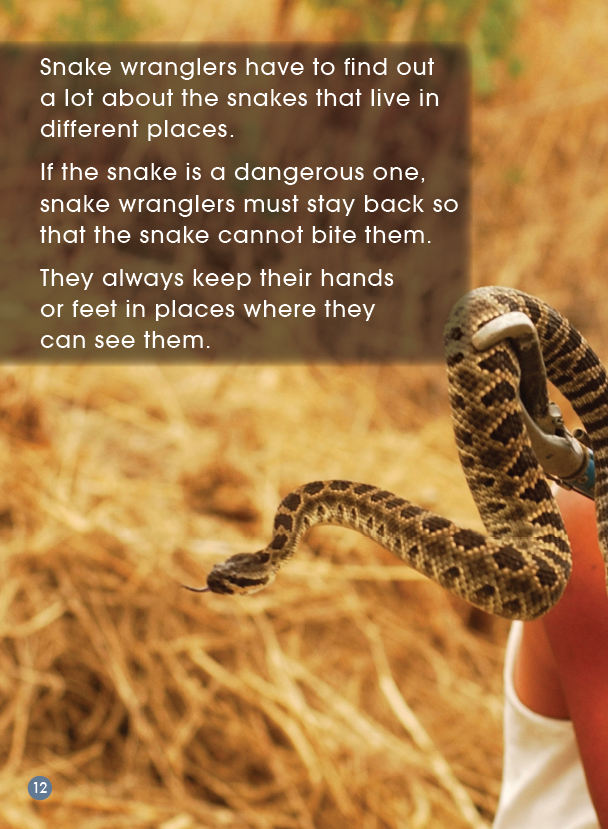 Snake wranglers have to find out
a lot about the snakes that live in
different places.
If the snake is a dangerous one,
snake wranglers must stay back so
that the snake cannot bite them.
They always keep their hands
or feet in places where they
can see them.
12